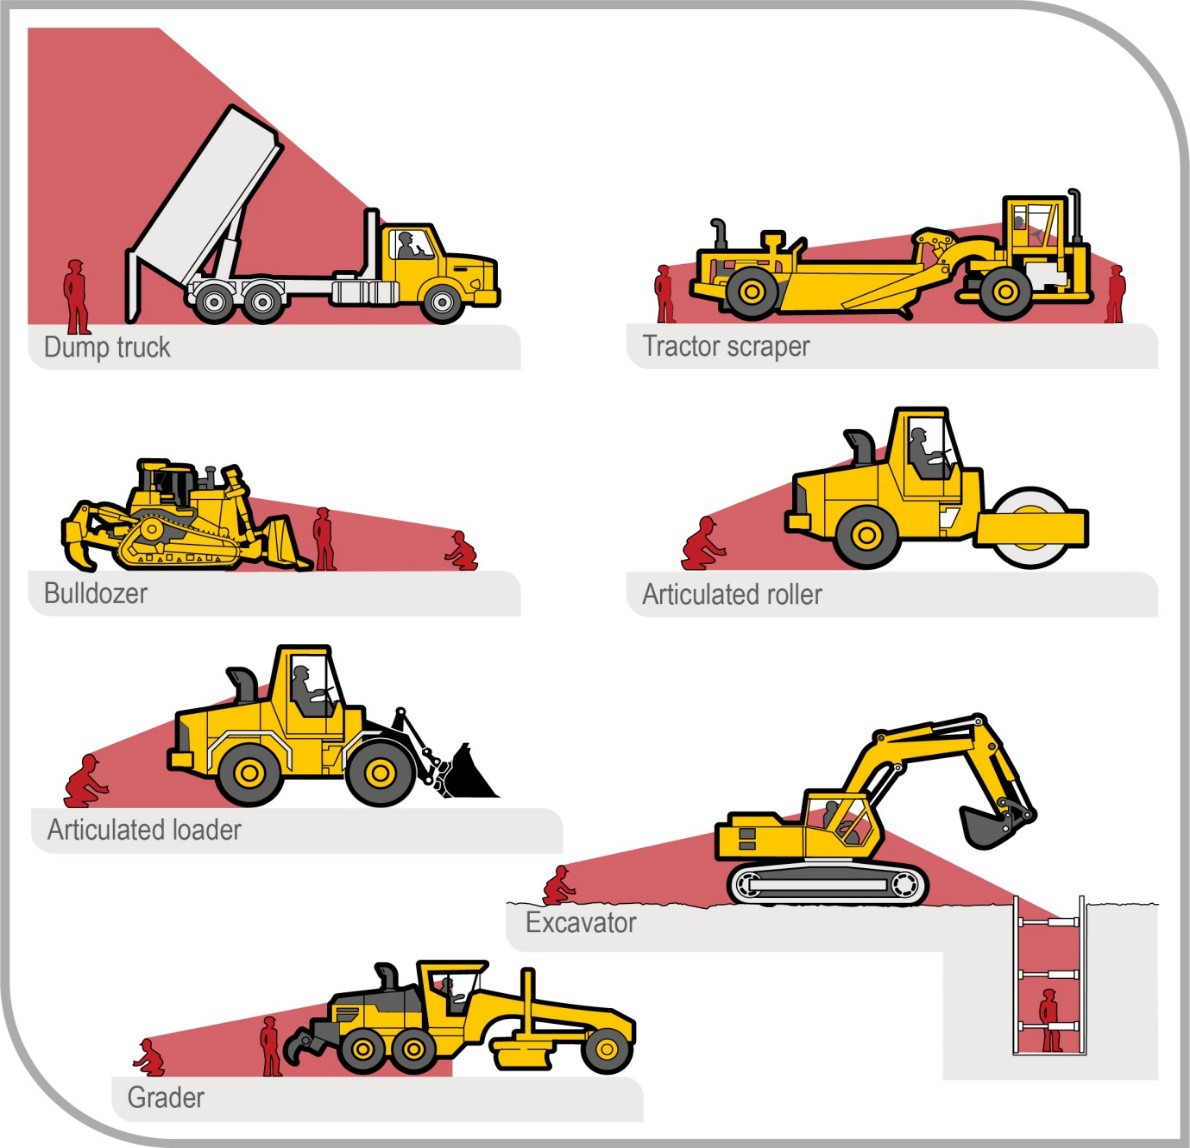 Dump truck
Tractor scraper
Bulldozer
Articulated roller
Articulated loader
Excavator
Grader